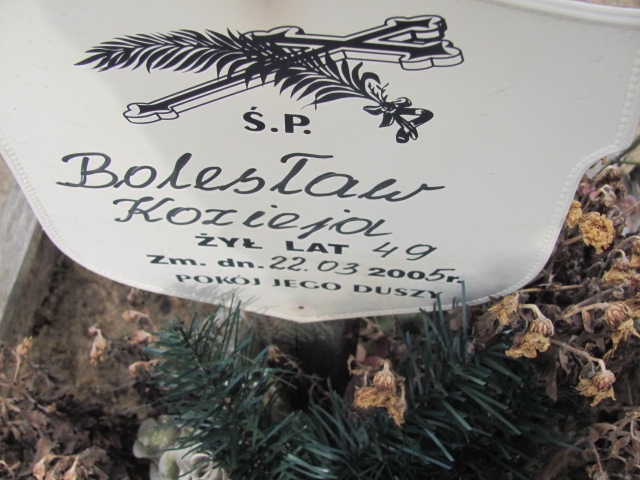 Ś.P.
Bolesław
Kozieja
ŻYŁ LAT 49
Zm. dn. 22.03 2005r.
POKÓJ JEGO DUSZY